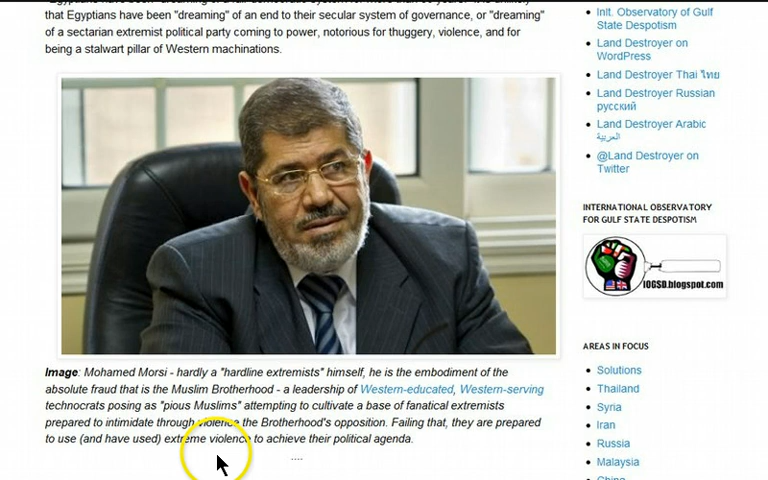 that Egyptians have been "dreaming" of an end to their secular system of governance, or "dreaming"
of a sectarian extremist political party coming to power, notorious for thuggery, violence, and for
being a stalwart pillar of Western machinations.
Image: Mohamed Morsi - hardly a "hardline extremists" himself, he is the embodiment of the
absolute fraud that is the Muslim Brotherhood - a leadership of Western-educated, Western-serving
technocrats posing as "pious Muslims" attempting to cultivate a base of fanatical extremists
prepared to intimidate through violence the Brotherhood's opposition. Failing that, they are prepared
to use (and have used) extreme violence to achieve their political agenda.
....
Init. Observatory of Gulf
State Despotism
Land Destroyer on
WordPress
Land Destroyer Thai ไทย
Land Destroyer Russian
русский
Land Destroyer Arabic
العربية
@Land Destroyer on
Twitter
INTERNATIONAL OBSERVATORY
FOR GULF STATE DESPOTISM
IOGSD.blogspot.com
AREAS IN FOCUS
Solutions
Thailand
Syria
Iran
Russia
Malaysia
China